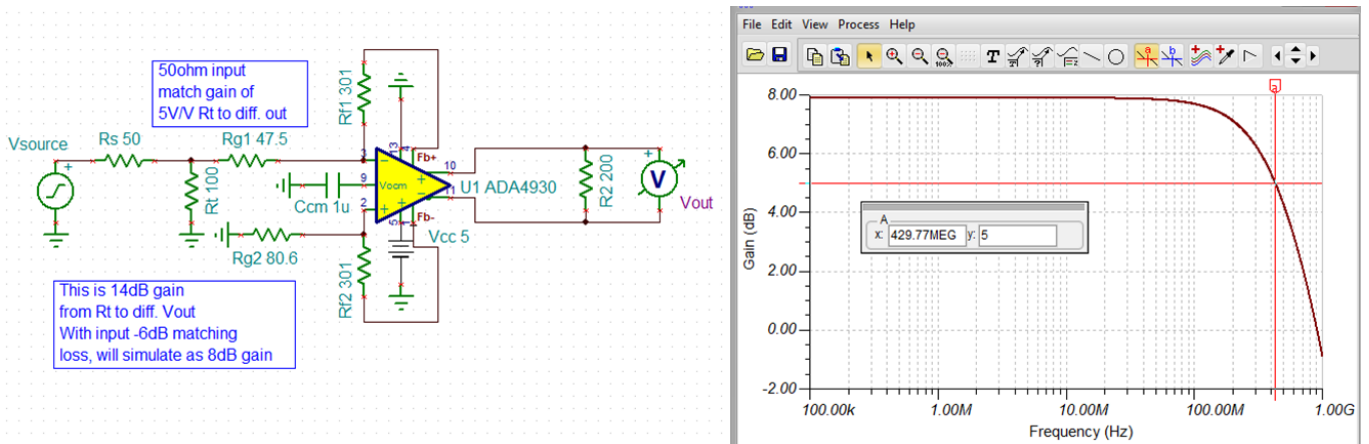 50ohm input
match gain of
5V/V Rt to diff. out
Rf1 301
Vsource
Rs 50
Rg1 47.5
+
Rt 100
3
13
4
Fb+
10
9
Vocm
11
U1 ADA4930
Ccm 1u
2
5
1
Fb-
R2 200
+
V
Vout
Vcc 5
Rg2 80.6
Rf2 301
This is 14dB gain
from Rt to diff. Vout
With input -6dB matching
loss, will simulate as 8dB gain
File Edit View Process Help
T
a
b
100%
a
8.00
6.00
4.00
2.00
0.00
-2.00
Gain (dB)
A
x: 429.77MEG y: 5
100.00k 1.00M 10.00M 100.00M 1.00G
Frequency (Hz)